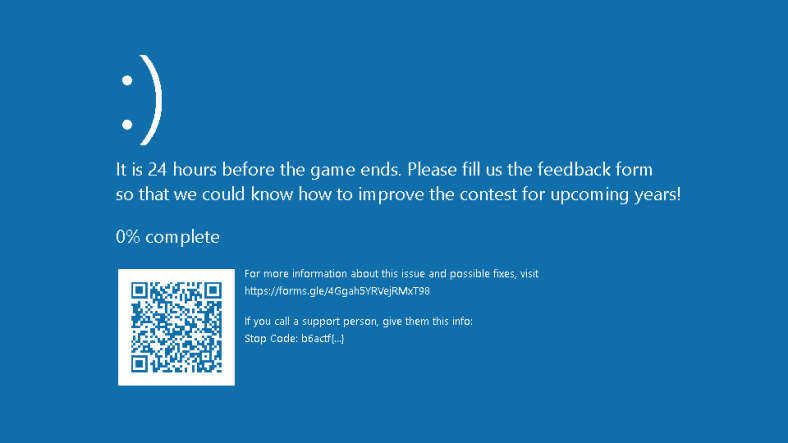 :)
It is 24 hours before the game ends. Please fill us the feedback form
so that we could know how to improve the contest for upcoming years!
0% complete
For more information about this issue and possible fixes, visit
https://forms.gle/4Ggah5YRVejRMxT98
If you call a support person, give them this info:
Stop Code: b6actf{...}